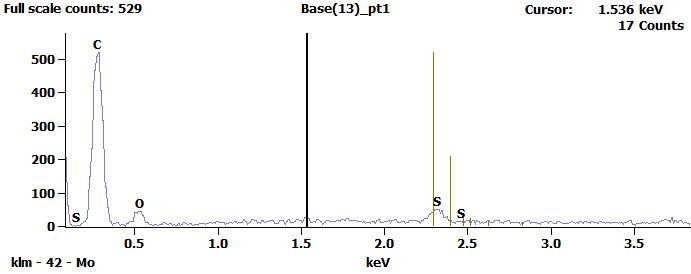 Full scale counts: 529 Base(13)_pt1 Cursor: 1.536 keV
17 Counts
500
400
300
200
100
0
C
S
O
S
S
0.5 1.0 1.5 2.0 2.5 3.0 3.5
klm - 42 - Mo keV